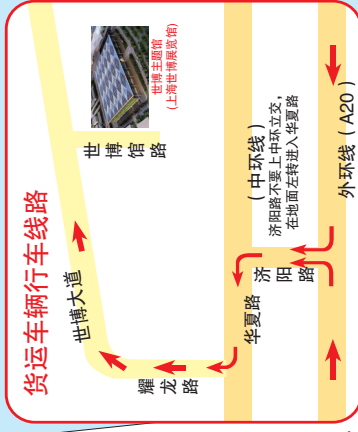 货运车辆行车线路
世博大道
世博馆路
世博主题馆
(上海世博展览馆)
耀龙路
华夏路
(中环线)
济阳路不要上中环立交,
在地面左转进入华夏路
济阳路
外环线(A20)